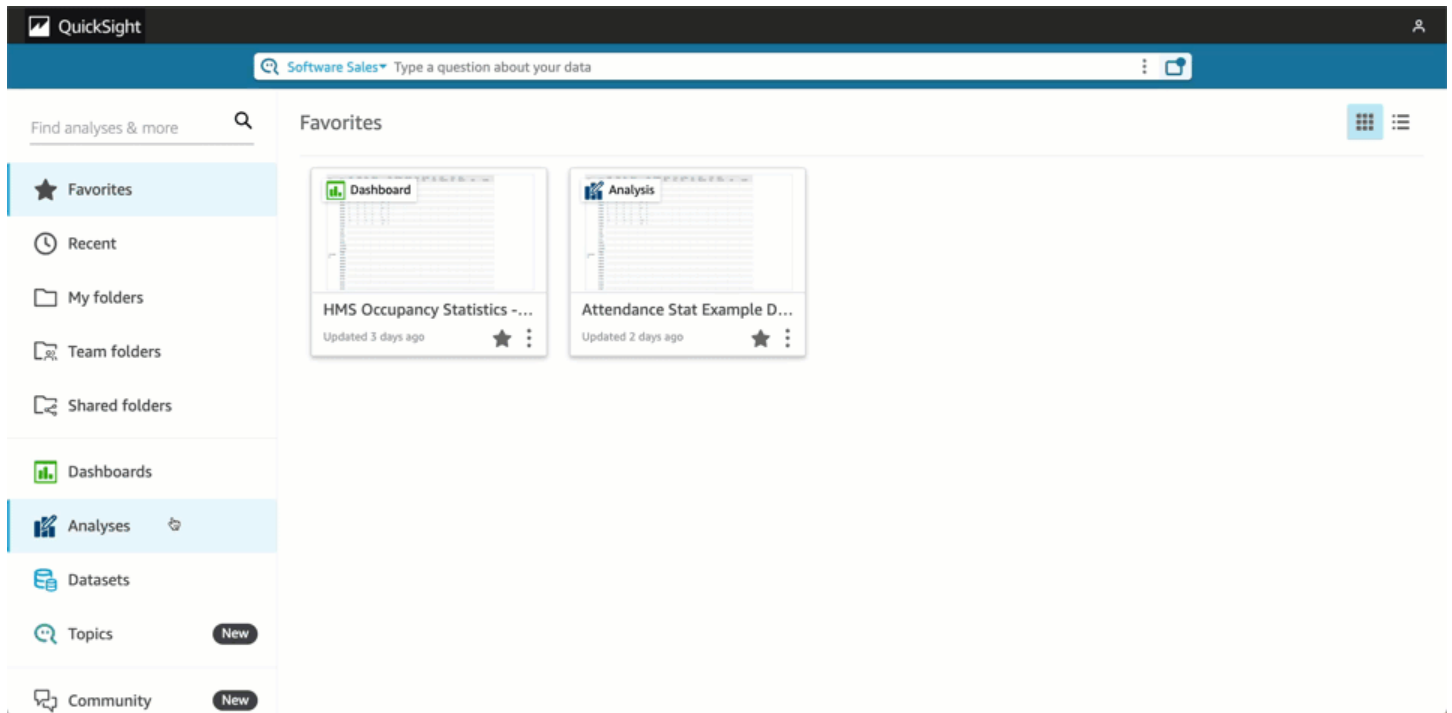 QuickSight
Software Sales Type a question about your data
Find analyses & more
Favorites
Recent
My folders
Team folders
Shared folders
Dashboards
Analyses
Datasets
Topics New
Community New
Favorites
Dashboard
HMS Occupancy Statistics -...
Updated 3 days ago
Analysis
Attendance Stat Example D...
Updated 2 days ago